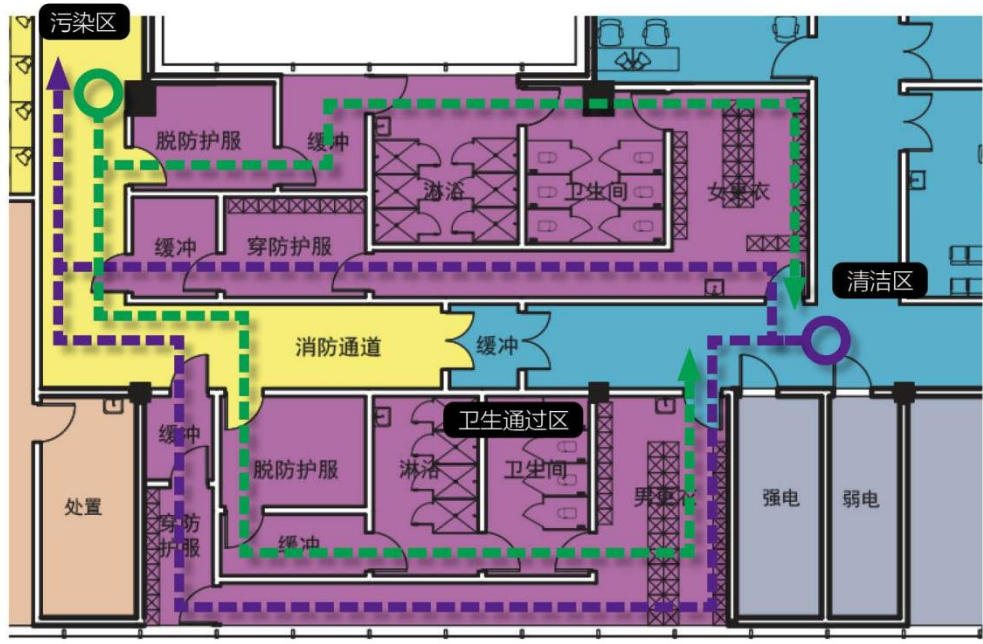 污染区
脱防护服
缓冲
淋浴
卫生间
女更衣
缓冲
穿防护服
清洁区
消防通道
缓冲
卫生通过区
缓冲
脱防护服
淋浴
卫生间
男更衣
处置
穿防
护服
缓冲
强电
弱电